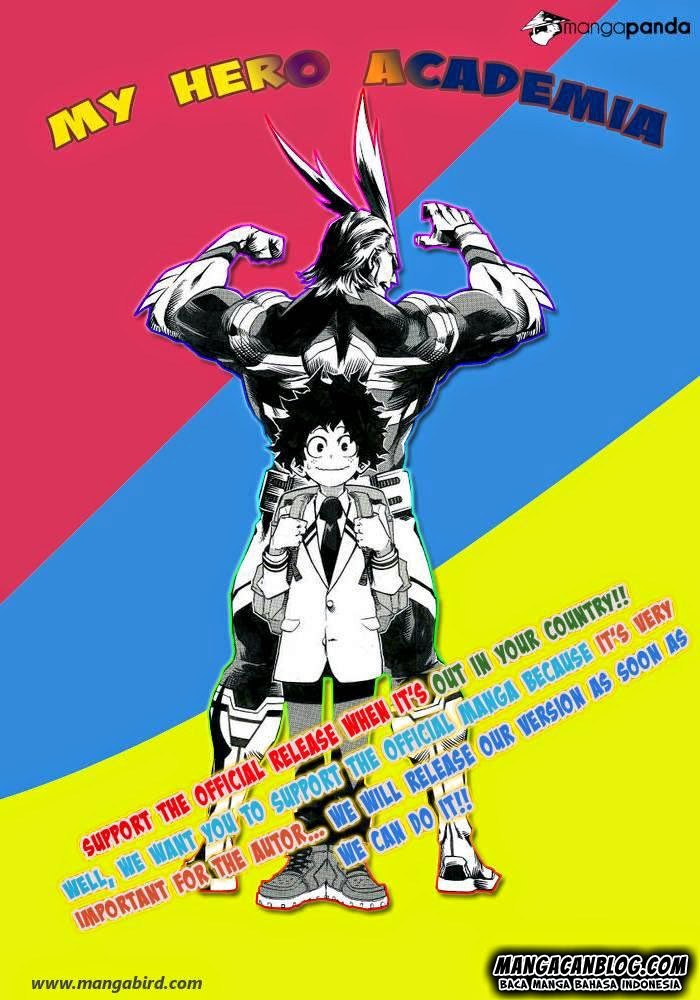 mangapanda
MY HERO ACADEMIA
SUPPORT THE OFFICIAL RELEASE WHEN IT'S OUT IN YOUR COUNTRY!!
WELL, WE WANT YOU TO SUPPORT THE OFFICIAL MANGA BECAUSE IT'S VERY
IMPORTANT FOR THE AUTOR... WE WILL RELEASE OUR VERSION AS SOON AS
WE CAN DO IT!!
www.mangabird.com
MANGACANBLOG.COM
BACA MANGA BAHASA INDONESIA